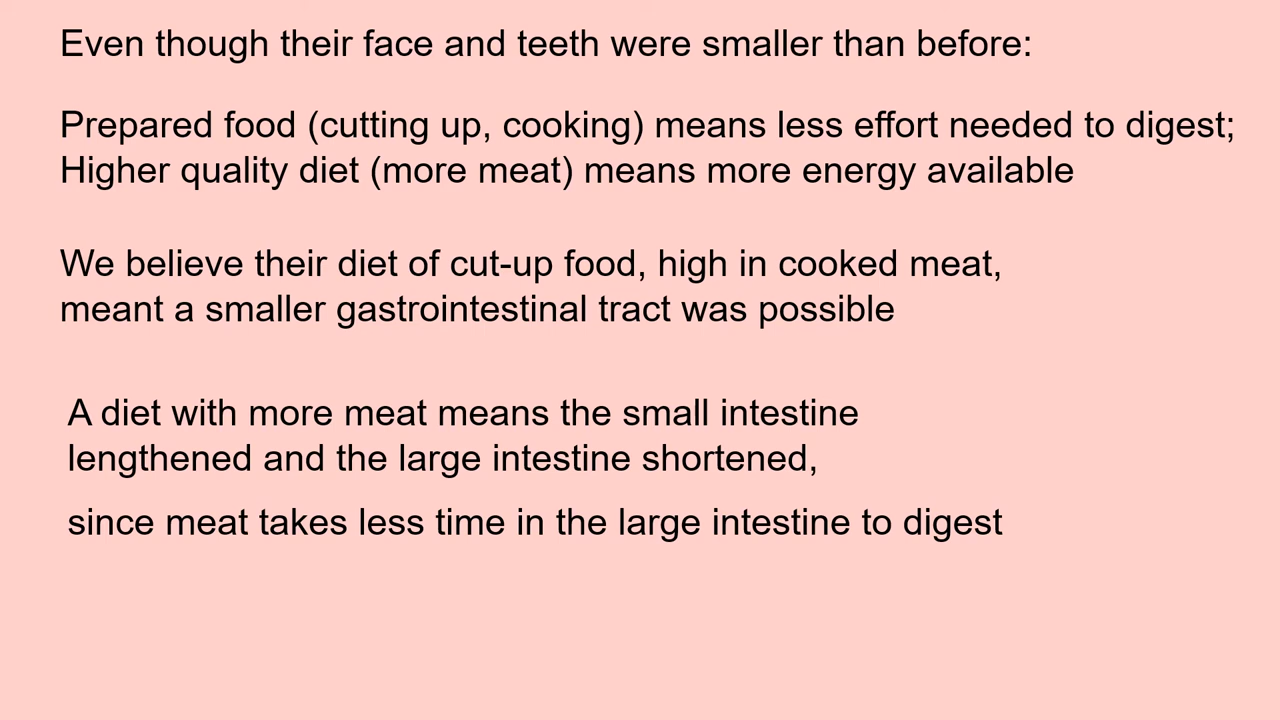 Even though their face and teeth were smaller than before:
Prepared food (cutting up, cooking) means less effort needed to digest;
Higher quality diet (more meat) means more energy available
We believe their diet of cut-up food, high in cooked meat,
meant a smaller gastrointestinal tract was possible
A diet with more meat means the small intestine
lengthened and the large intestine shortened,
since meat takes less time in the large intestine to digest